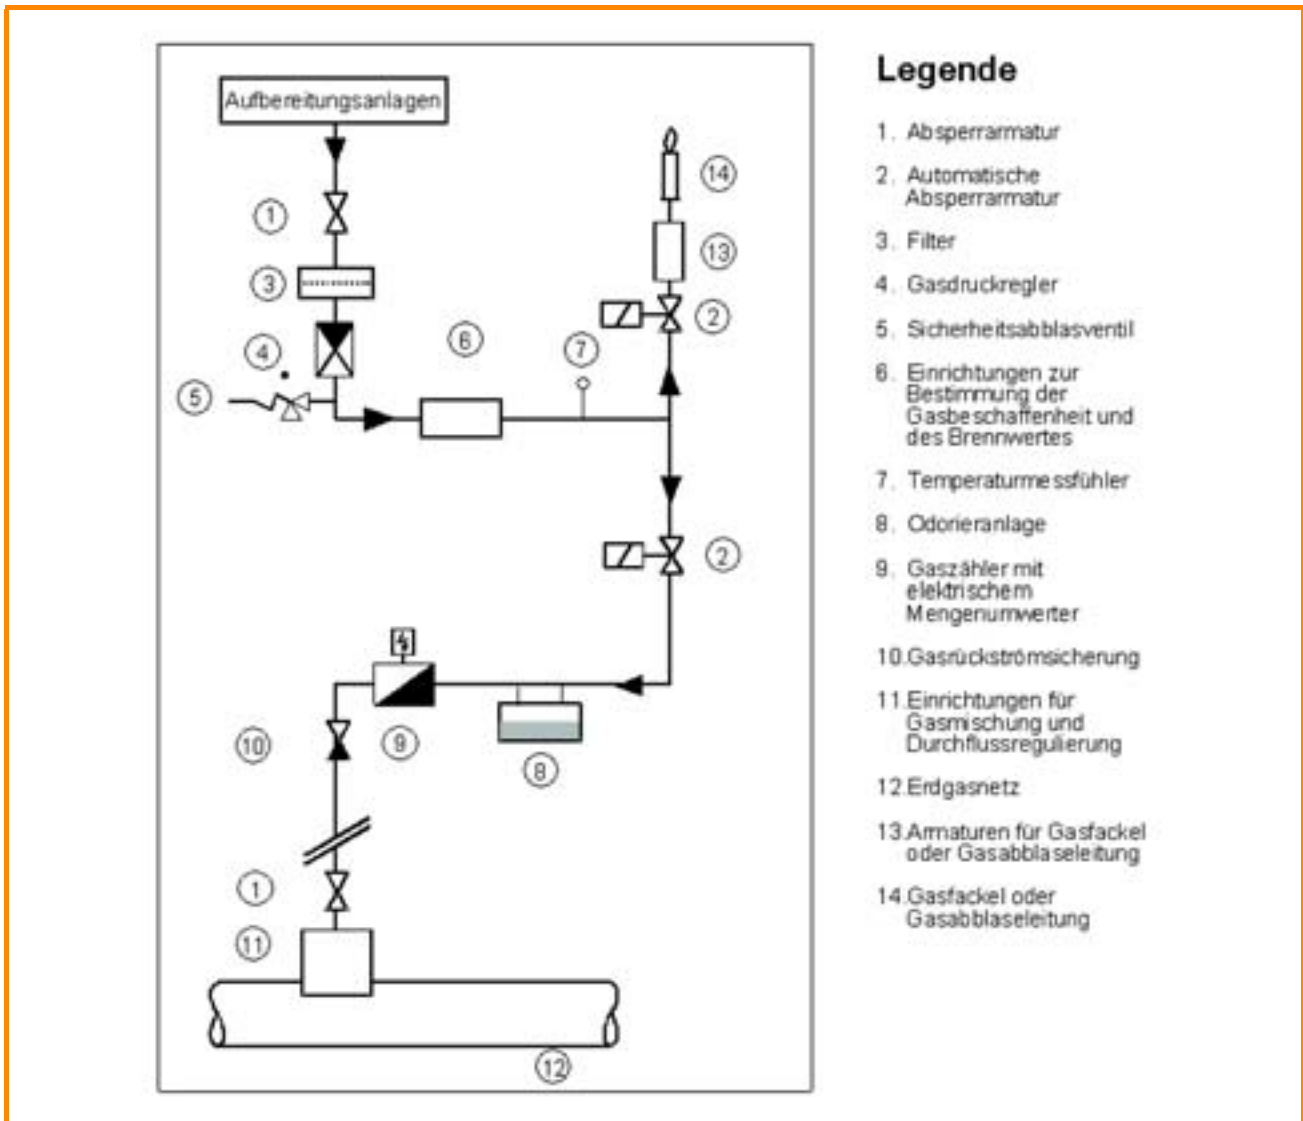 Aufbereitungsanlagen
1
3
4
5
6
7
14
13
2
2
9
8
10
1
11
12
Legende
1. Absperrarmatur
2. Automatische
Absperrarmatur
3. Filter
4. Gasdruckregler
5. Sicherheitsabblasventil
6. Einrichtungen zur
Bestimmung der
Gasbeschaffenheit und
des Brennwertes
7. Temperaturmessfühler
8. Odorieranlage
9. Gaszähler mit
elektrischem
Mengenumwerter
10.Gasrückströmsicherung
11.Einrichtungen für
Gasmischung und
Durchflussregulierung
12.Erdgasnetz
13.Armaturen für Gasfackel
oder Gasabblaseleitung
14.Gasfackel oder
Gasabblaseleitung